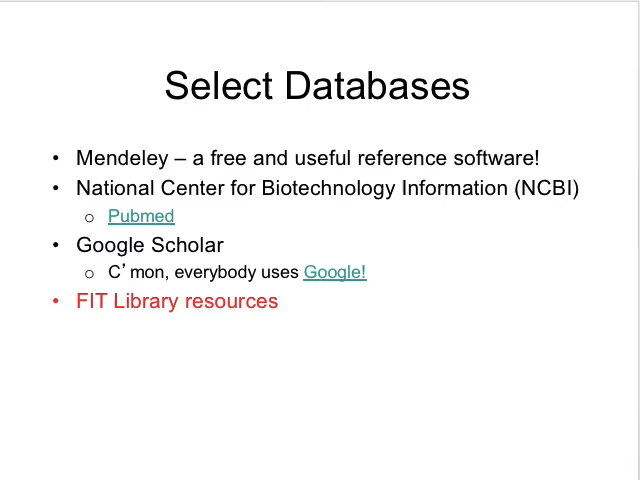 Select Databases
• Mendeley – a free and useful reference software!
• National Center for Biotechnology Information (NCBI)
o Pubmed
• Google Scholar
o C’mon, everybody uses Google!
• FIT Library resources